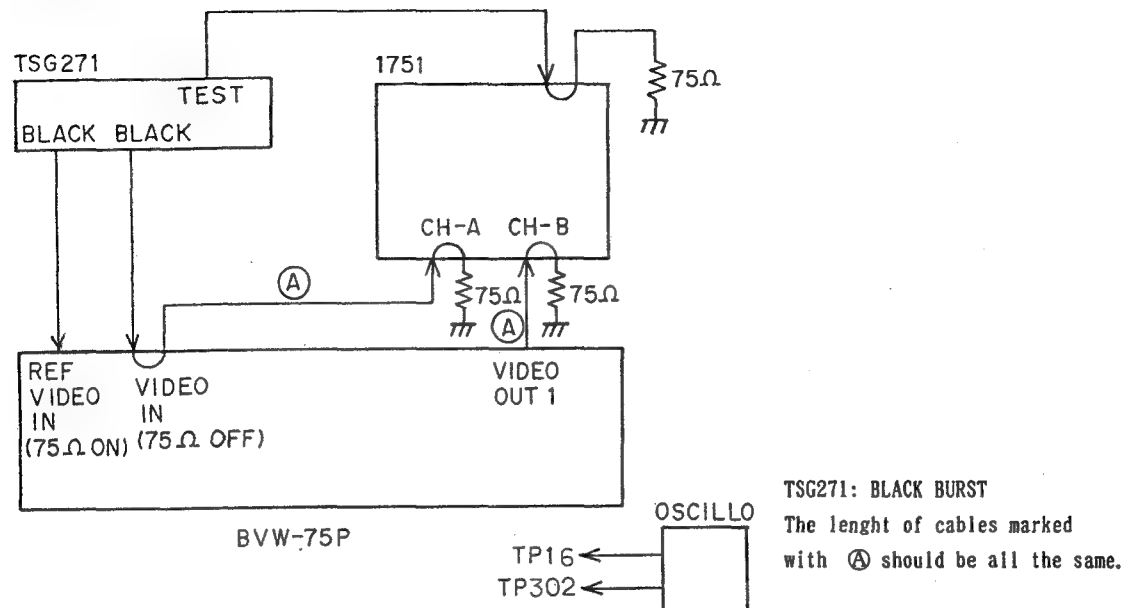 TSG271
TEST
BLACK BLACK
1751
75Ω
CH-A CH-B
75Ω
75Ω
Ⓐ
Ⓐ
REF
VIDEO
IN
(75Ω ON)
VIDEO
IN
(75Ω OFF)
VIDEO
OUT 1
BVW-75P
OSCILLO
TP16
TP302
TSG271: BLACK BURST
The lenght of cables marked
with Ⓐ should be all the same.